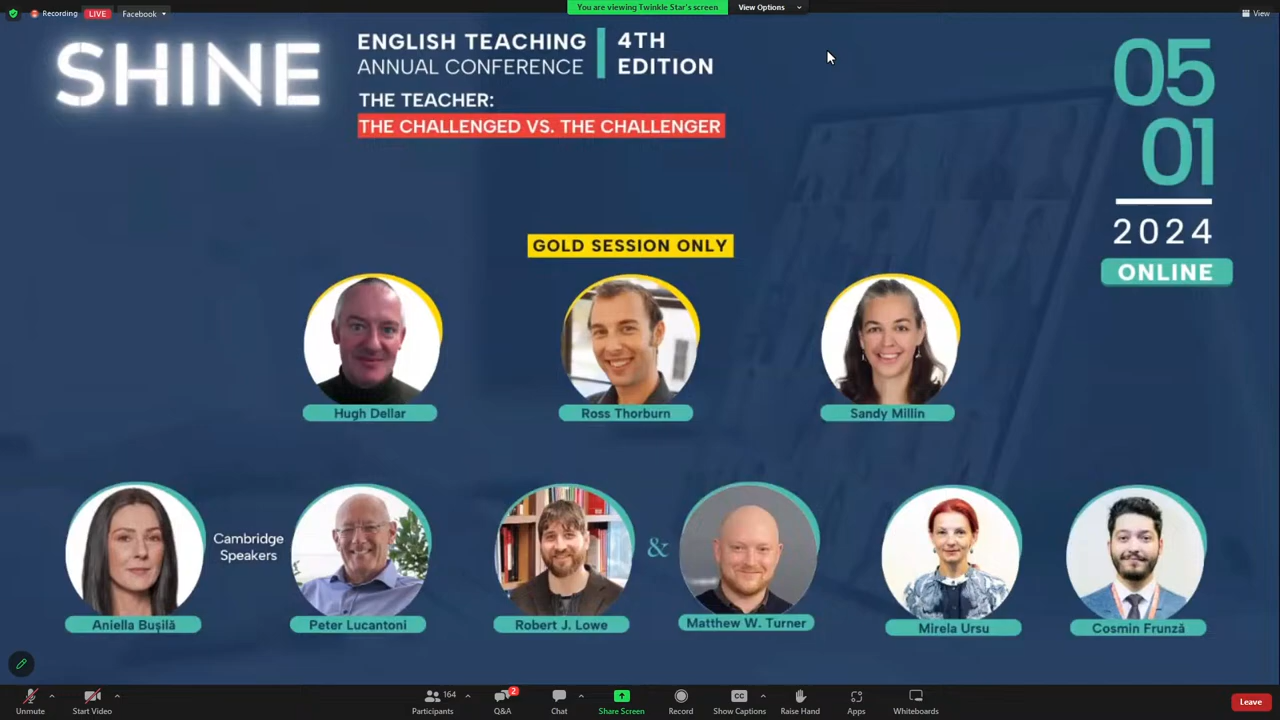 Recording
LIVE
Facebook
You are viewing Twinkle Star's screen
View Options
View
SHINE
ENGLISH TEACHING
ANNUAL CONFERENCE
4TH
EDITION
THE TEACHER:
THE CHALLENGED VS. THE CHALLENGER
05
01
2024
ONLINE
GOLD SESSION ONLY
Hugh Dellar
Ross Thorburn
Sandy Millin
Cambridge
Speakers
&
Aniella Bușilă
Peter Lucantoni
Robert J. Lowe
Matthew W. Turner
Mirela Ursu
Cosmin Frunză
Unmute
Start Video
164
Participants
2
Q&A
Chat
Share Screen
Record
CC
Show Captions
Raise Hand
Apps
Whiteboards
Leave